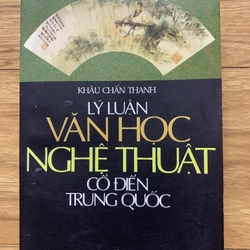 KHÂU CHẤN THANH
LÝ LUẬN
VĂN HỌC
NGHỆ THUẬT
CỔ ĐIỂN
TRUNG QUỐC